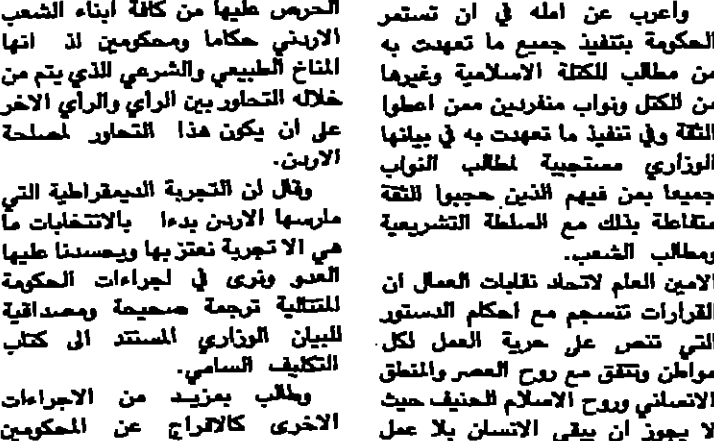 واعرب عن امله في ان تستمر
الحكومة بتنفيذ جميع ما تعهدت به
من مطالب للكتلة الاسلامية وغيرها
من الكتل ونواب منفردين ممن اعطوا
الثقة وفي تنفيذ ما تعهدت به في بيانها
الوزاري مستجيبة لمطالب النواب
جميعا بمن فيهم الذين حجبوا الثقة
متفاعلة بذلك مع السلطة التشريعية
ومطالب الشعب.
الامين العام لاتحاد نقابات العمال ان
القرارات تنسجم مع احكام الدستور
التي تنص على حرية العمل لكل
مواطن وتتفق مع روح العصر والمنطق
الانساني وروح الاسلام الحنيف حيث
لا يجوز ان يبقى الانسان بلا عمل
الحرص عليها من كافة ابناء الشعب
الاردني حكاما ومحكومين اذ انها
المناخ الطبيعي والشرعي الذي يتم من
خلاله التحاور بين الرأي والرأي الاخر
على ان يكون هذا التحاور لمصلحة
الاردن.
وقال ان التجربة الديمقراطية التي
مارسها الاردن بدءا بالانتخابات ما
هي الا تجربة نعتز بها ويحسدنا عليها
العدو ونرى في اجراءات الحكومة
المتتالية ترجمة صحيحة ومصداقية
للبيان الوزاري المستند الى كتاب
التكليف السامي.
وطالب بمزيد من الاجراءات
الاخرى كالافراج عن المحكومين